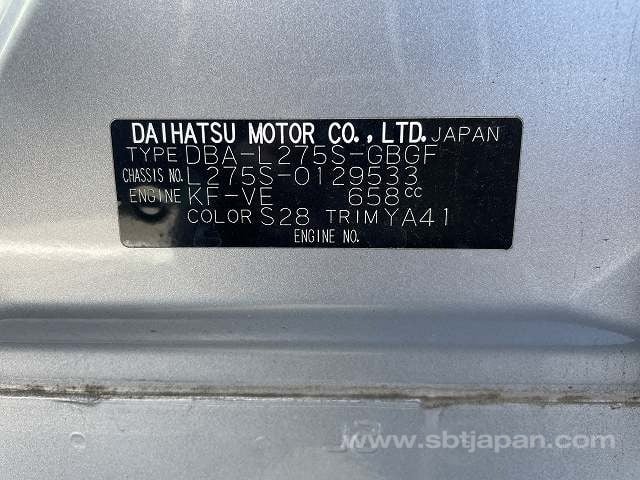 DAIHATSU MOTOR CO.,LTD. JAPAN
TYPE DBA-L275S-GBGF
CHASSIS NO. L275S-0129533
ENGINE KF-VE 658cc
COLOR S28 TRIM YA41
ENGINE NO.
www.sbtjapan.com